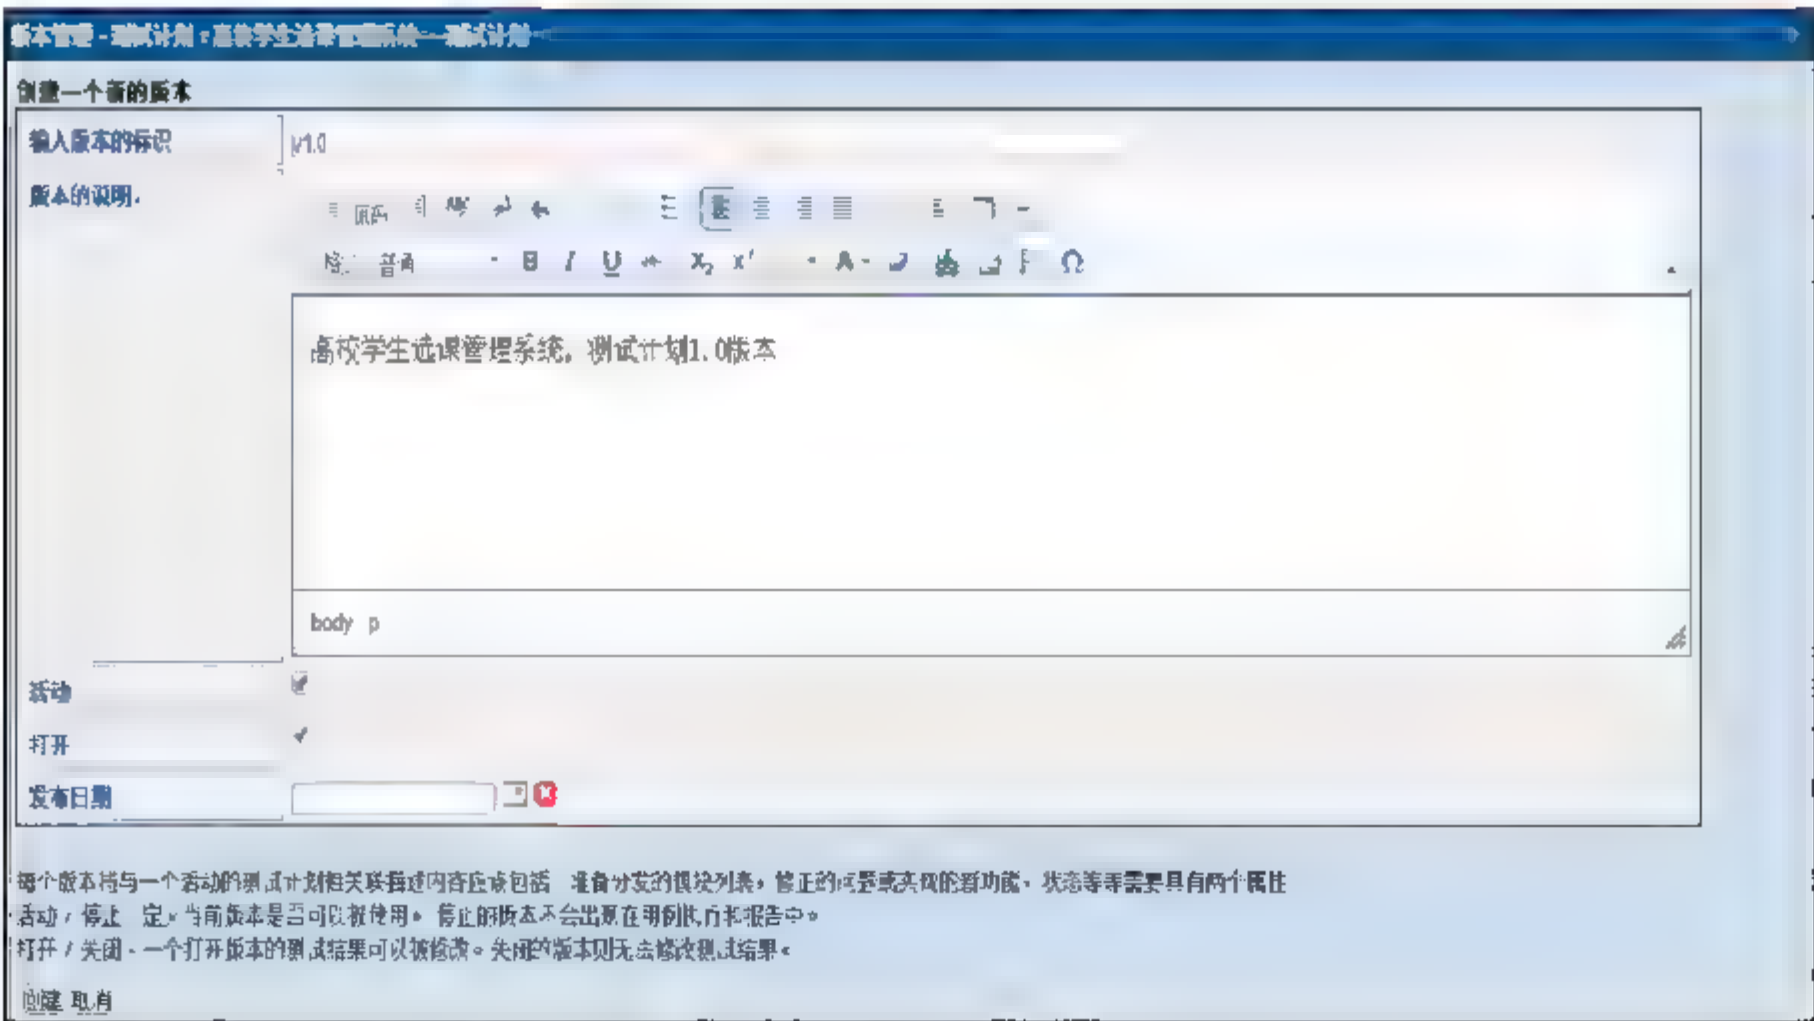 版本管理 - 测试计划：高校学生选课管理系统—测试计划
创建一个新的版本
输入版本的标识
v1.0
版本的说明
源码
格式 普通
B I U X₂ Ω
高校学生选课管理系统，测试计划1.0版本
body p
活动
打开
发布日期
每个版本将与一个活动的测试计划相关联描述内容应该包括 准备分发的模块列表，修正的问题或实现的新功能，状态等等需要具有两个属性
活动 / 停止 定义当前版本是否可以被使用。停止的版本不会出现在用例执行和报告中。
打开 / 关闭 一个打开版本的测试结果可以被修改。关闭的版本则无法修改测试结果。
创建 取消